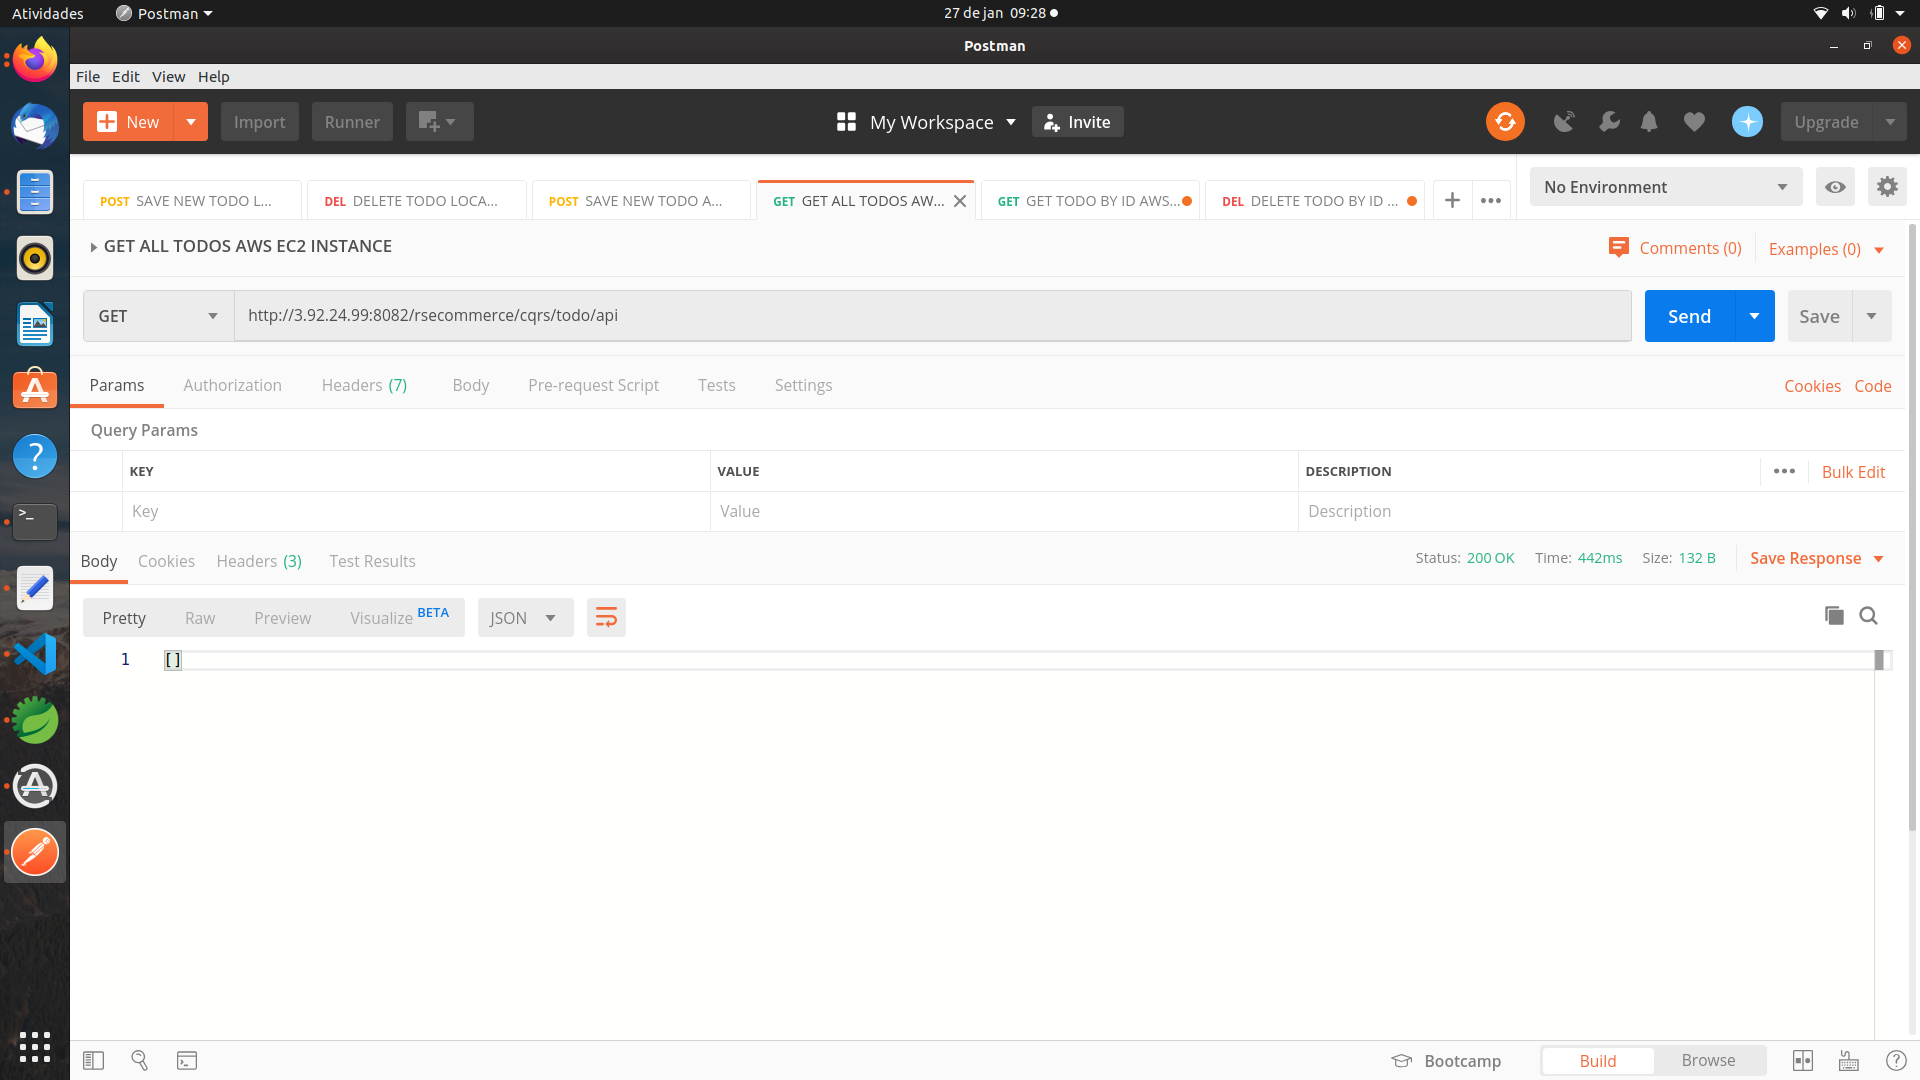 Atividades
Postman
27 de jan 09:28
Postman
File Edit View Help
New
Import
Runner
My Workspace
Invite
Upgrade
POST SAVE NEW TODO L...
DEL DELETE TODO LOCA...
POST SAVE NEW TODO A...
GET GET ALL TODOS AW...
GET GET TODO BY ID AWS...
DEL DELETE TODO BY ID ...
No Environment
GET ALL TODOS AWS EC2 INSTANCE
Comments (0)
Examples (0)
GET
http://3.92.24.99:8082/rsecommerce/cqrs/todo/api
Send
Save
Params
Authorization
Headers (7)
Body
Pre-request Script
Tests
Settings
Cookies
Code
Query Params
KEY
VALUE
DESCRIPTION
Bulk Edit
Key
Value
Description
Body
Cookies
Headers (3)
Test Results
Status: 200 OK
Time: 442ms
Size: 132 B
Save Response
Pretty
Raw
Preview
Visualize BETA
JSON
1
[]
Bootcamp
Build
Browse